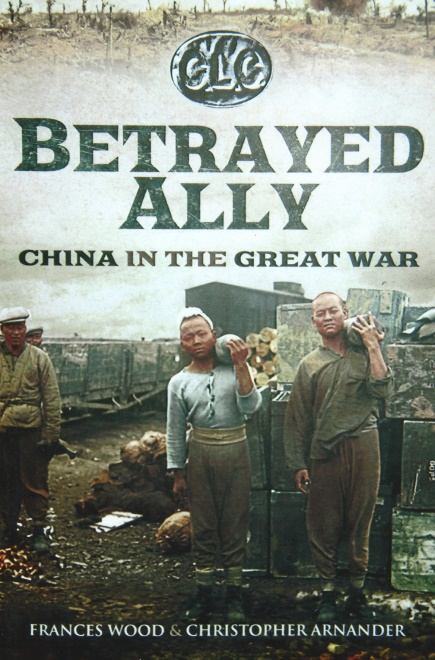 CLC
BETRAYED
ALLY
CHINA IN THE GREAT WAR
FRANCES WOOD & CHRISTOPHER ARNANDER